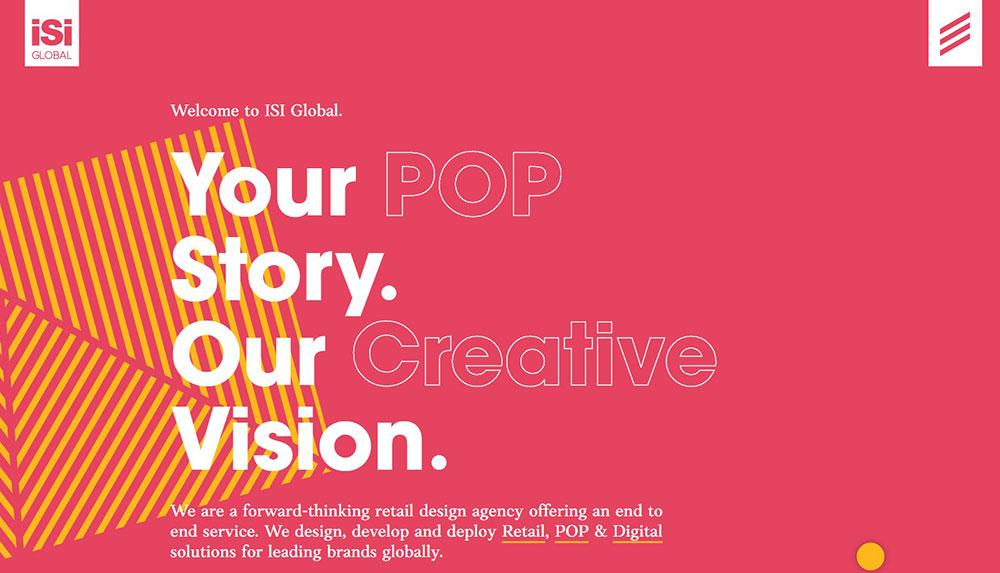 iSi
GLOBAL
Welcome to ISI Global.
Your POP
Story.
Our Creative
Vision.
We are a forward-thinking retail design agency offering an end to
end service. We design, develop and deploy Retail, POP & Digital
solutions for leading brands globally.